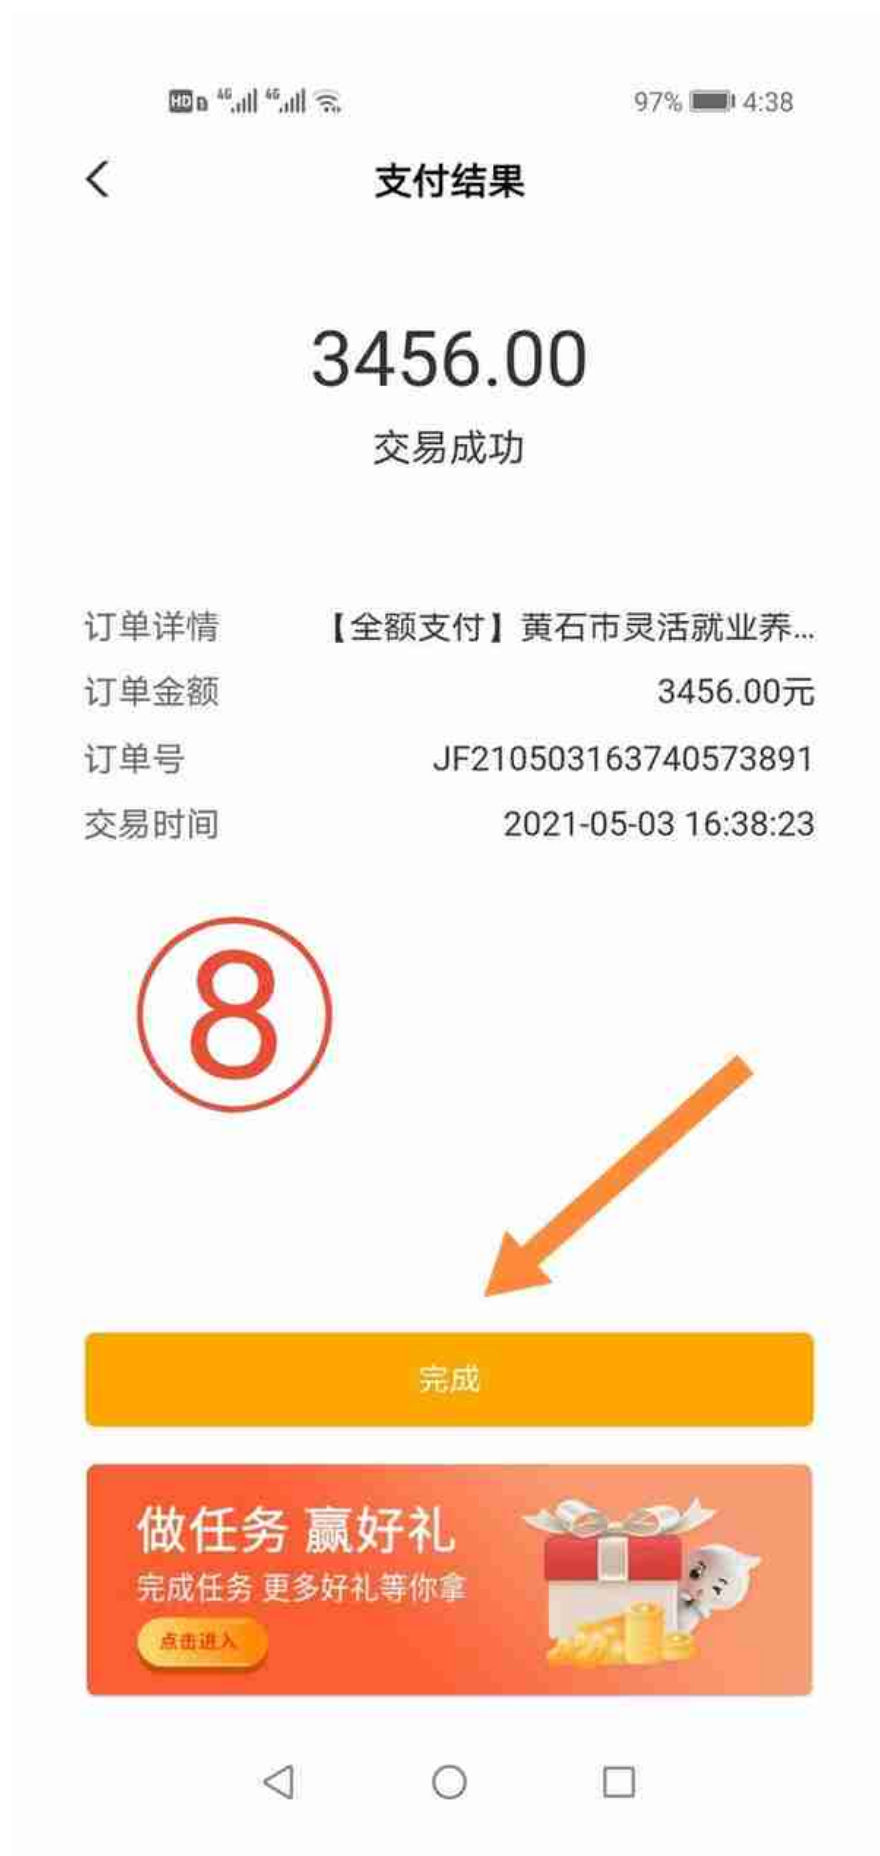 HD 4G 4G 97% 4:38
支付结果
3456.00
交易成功
订单详情 【全额支付】黄石市灵活就业养...
订单金额 3456.00元
订单号 JF210503163740573891
交易时间 2021-05-03 16:38:23
8
完成
做任务 赢好礼
完成任务 更多好礼等你拿
点击进入